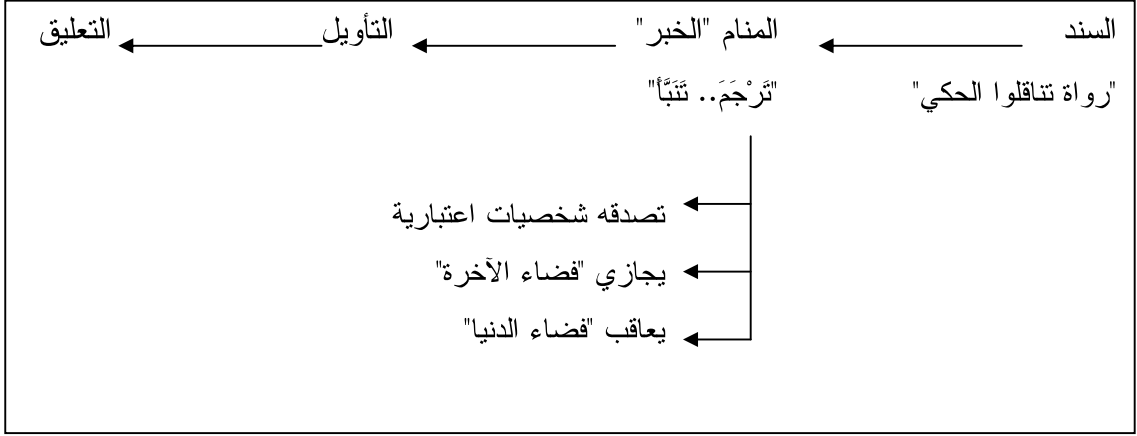 السند المنام "الخبر" التأويل التعليق
"رواة تناقلوا الحكي" "تَرْجَمَ.. تَنَبَّأَ"
تصدقه شخصيات اعتبارية
يجازي "فضاء الآخرة"
يعاقب "فضاء الدنيا"